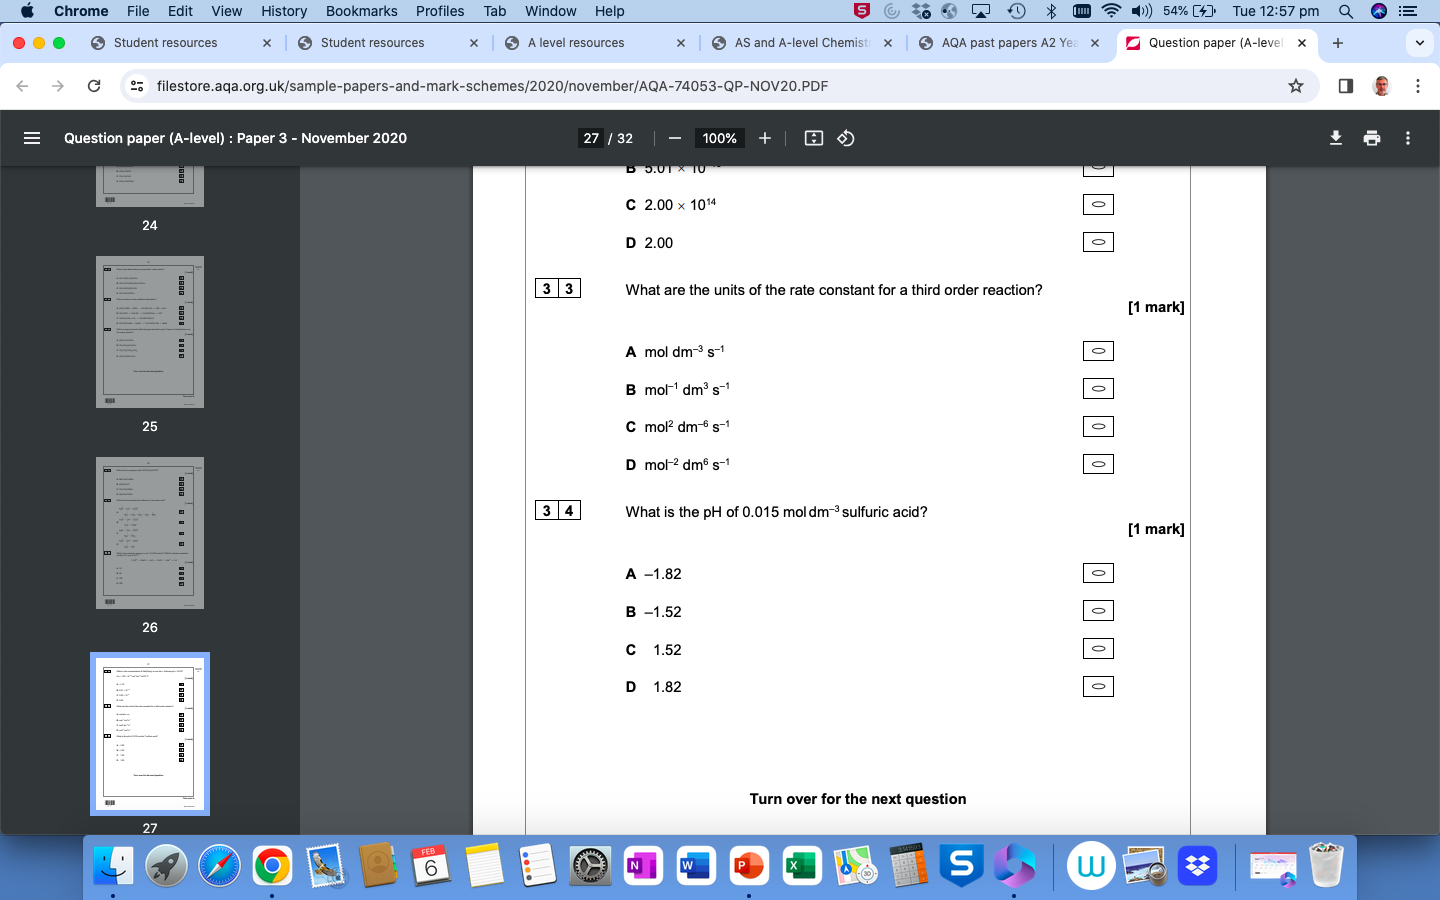 Chrome File Edit View History Bookmarks Profiles Tab Window Help 54% Tue 12:57 pm
Student resources Student resources A level resources AS and A-level Chemist AQA past papers A2 Yea Question paper (A-level
filestore.aqa.org.uk/sample-papers-and-mark-schemes/2020/november/AQA-74053-QP-NOV20.PDF
Question paper (A-level) : Paper 3 - November 2020 27 / 32 100%
24
25
26
27
B 5.01 × 10
C 2.00 × 10¹⁴
D 2.00
3 3 What are the units of the rate constant for a third order reaction?
[1 mark]
A mol dm⁻³ s⁻¹
B mol⁻¹ dm³ s⁻¹
C mol² dm⁻⁶ s⁻¹
D mol⁻² dm⁶ s⁻¹
3 4 What is the pH of 0.015 mol dm⁻³ sulfuric acid?
[1 mark]
A –1.82
B –1.52
C 1.52
D 1.82
Turn over for the next question
FEB
6